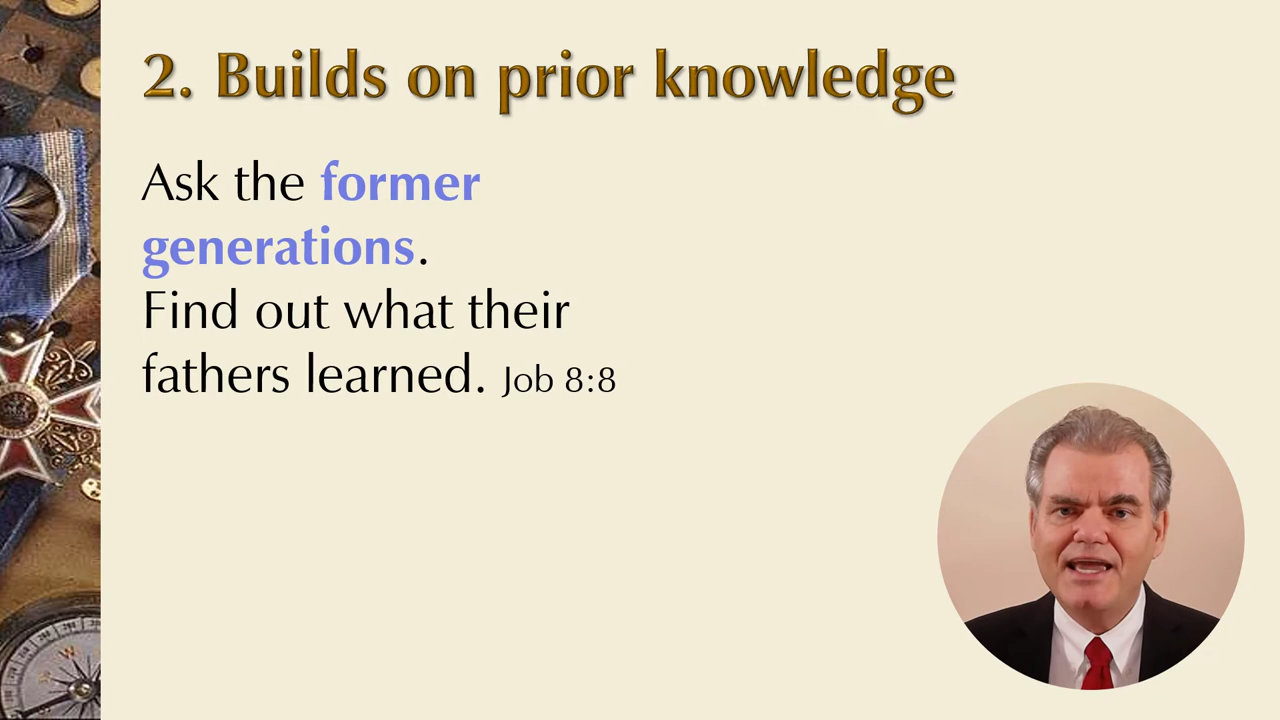 2. Builds on prior knowledge
Ask the former
generations.
Find out what their
fathers learned. Job 8:8